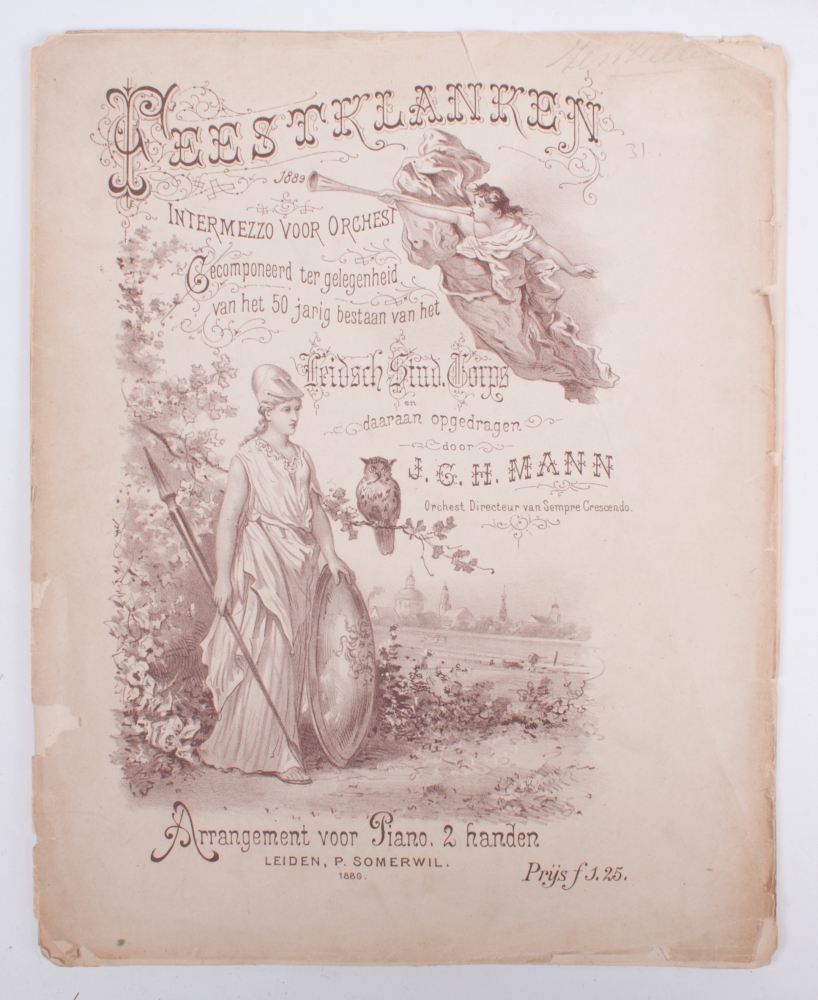 FEESTKLANKEN
1889
INTERMEZZO VOOR ORCHEST
Gecomponeerd ter gelegenheid
van het 50 jarig bestaan van het
Leidsch Stud. Corps
en
daaraan opgedragen
door
J. G. H. MANN
Orchest Directeur van Sempre Crescendo.
Arrangement voor Piano. 2 handen
LEIDEN, P. SOMERWIL.
1889.
Prijs f 1.25.
31.